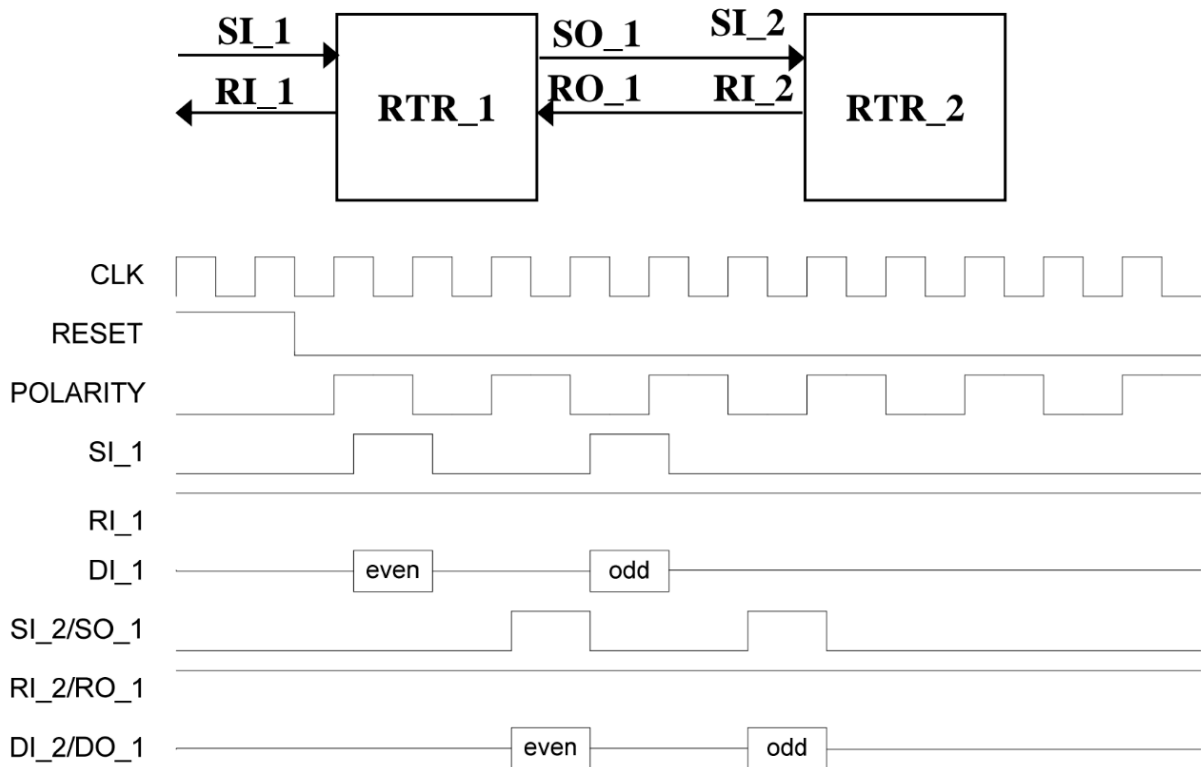 SI_1 SO_1 SI_2
RI_1 RTR_1 RO_1 RI_2 RTR_2
CLK
RESET
POLARITY
SI_1
RI_1
DI_1 even odd
SI_2/SO_1
RI_2/RO_1
DI_2/DO_1 even odd